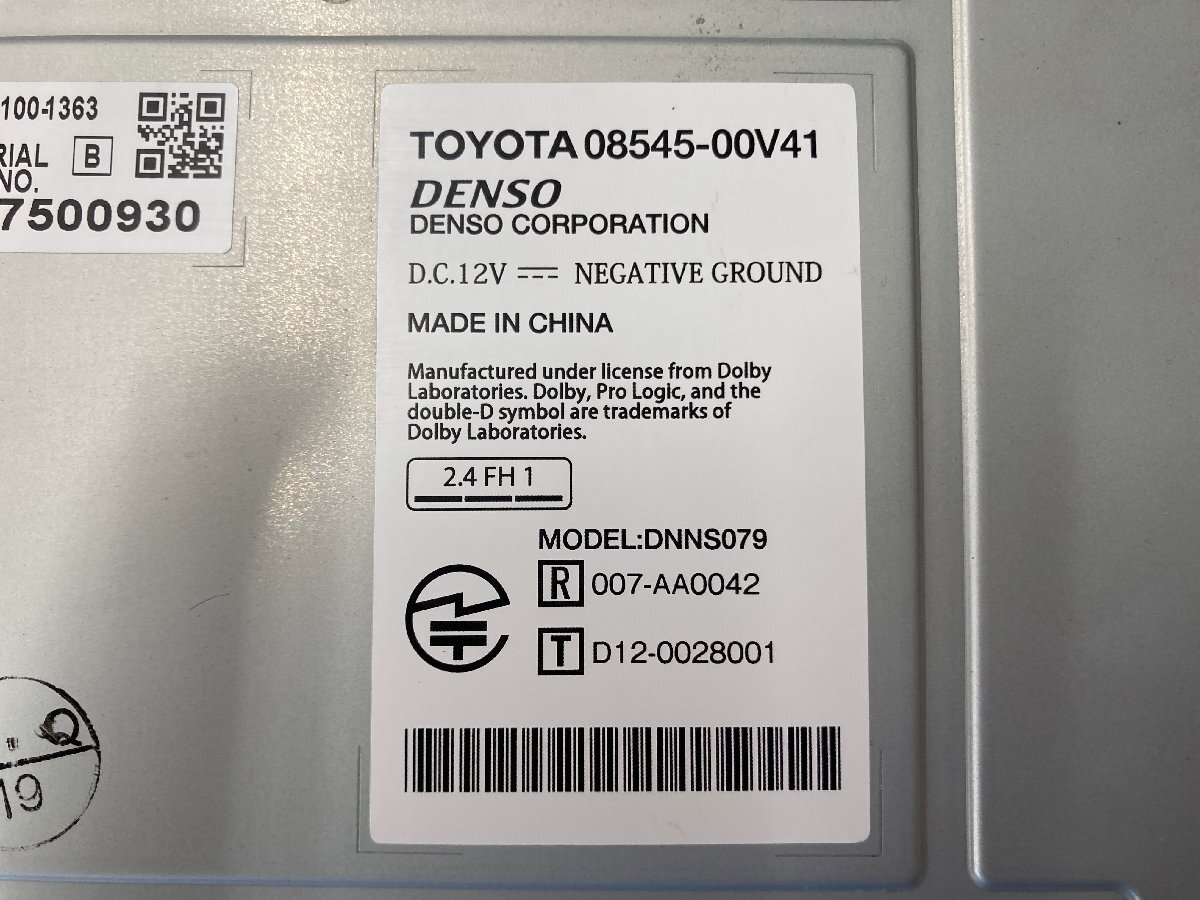 100-1363
RIAL B
NO.
7500930
TOYOTA 08545-00V41
DENSO
DENSO CORPORATION
D.C.12V NEGATIVE GROUND
MADE IN CHINA
Manufactured under license from Dolby
Laboratories. Dolby, Pro Logic, and the
double-D symbol are trademarks of
Dolby Laboratories.
2.4 FH 1
MODEL:DNNS079
R 007-AA0042
T D12-0028001
Q
19